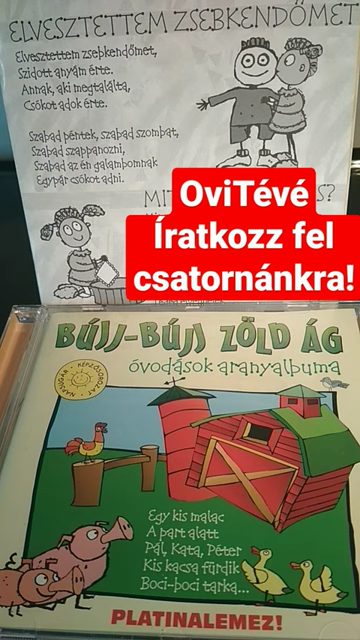 ELVESZTETTEM ZSEBKENDŐMET
Elvesztettem zsebkendőmet,
Szidott anyám érte.
Annak, aki megtalálta,
Csókot adok érte.
Szabad péntek, szabad szombat,
Szabad szappanozni,
Szabad az én galambomnak
Egypár csókot adni.
OviTévé
Íratkozz fel
csatornánkra!
BÚJJ-BÚJJ ZÖLD ÁG
óvodások aranyalbuma
NAPSUGÁR
Egy kis malac
A part alatt
Pál, Kata, Péter
Kis kacsa fürdik
Boci-boci tarka...
PLATINALEMEZ!